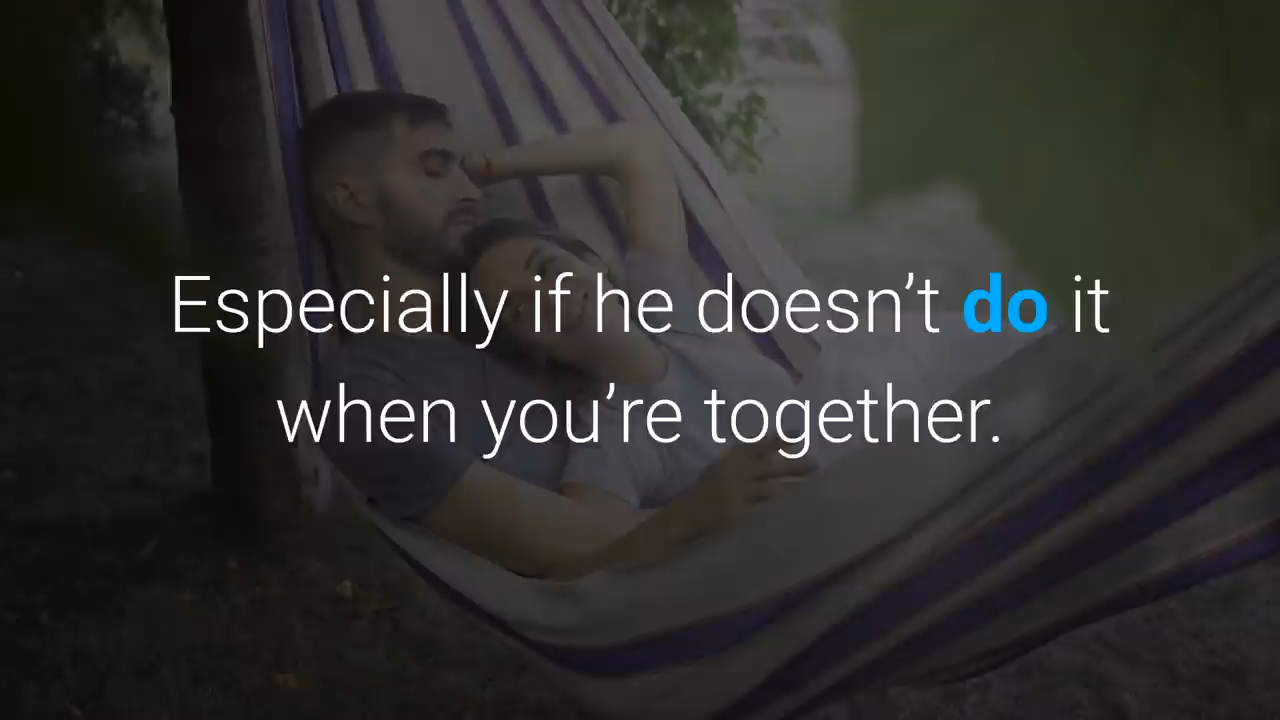 Especially if he doesn’t do it
when you’re together.